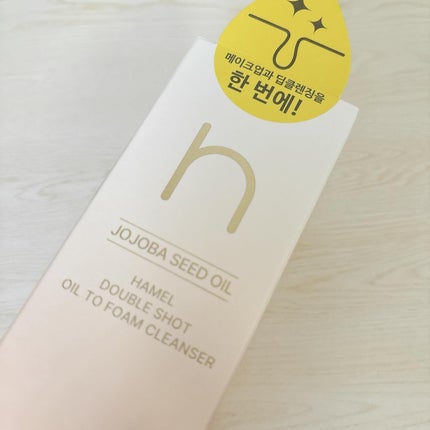 메이크업과 딥클렌징을
한 번에!
h
JOJOBA SEED OIL
HAMEL
DOUBLE SHOT
OIL TO FOAM CLEANSER